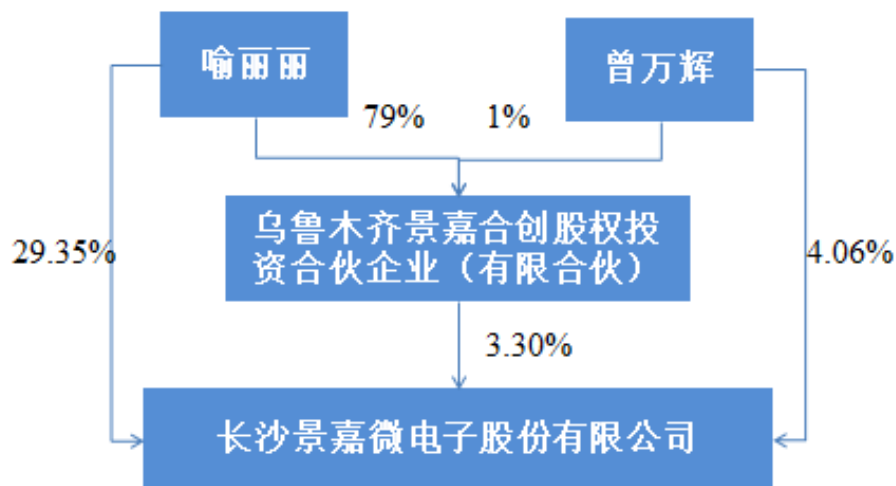 喻丽丽
曾万辉
79%
1%
乌鲁木齐景嘉合创股权投
资合伙企业（有限合伙）
29.35%
4.06%
3.30%
长沙景嘉微电子股份有限公司